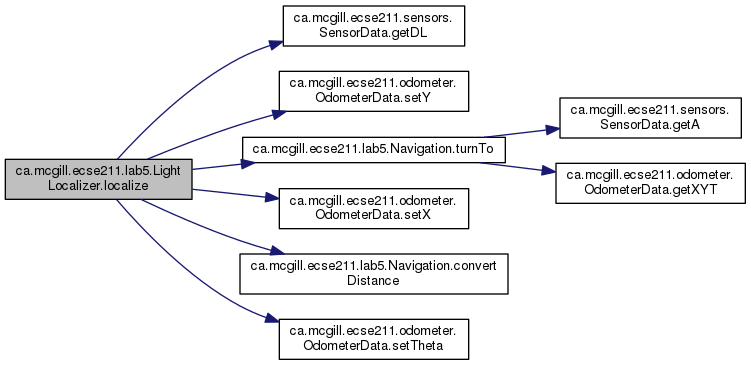 ca.mcgill.ecse211.lab5.Light
Localizer.localize
ca.mcgill.ecse211.sensors.
SensorData.getDL
ca.mcgill.ecse211.odometer.
OdometerData.setY
ca.mcgill.ecse211.lab5.Navigation.turnTo
ca.mcgill.ecse211.sensors.
SensorData.getA
ca.mcgill.ecse211.odometer.
OdometerData.getXYT
ca.mcgill.ecse211.odometer.
OdometerData.setX
ca.mcgill.ecse211.lab5.Navigation.convert
Distance
ca.mcgill.ecse211.odometer.
OdometerData.setTheta